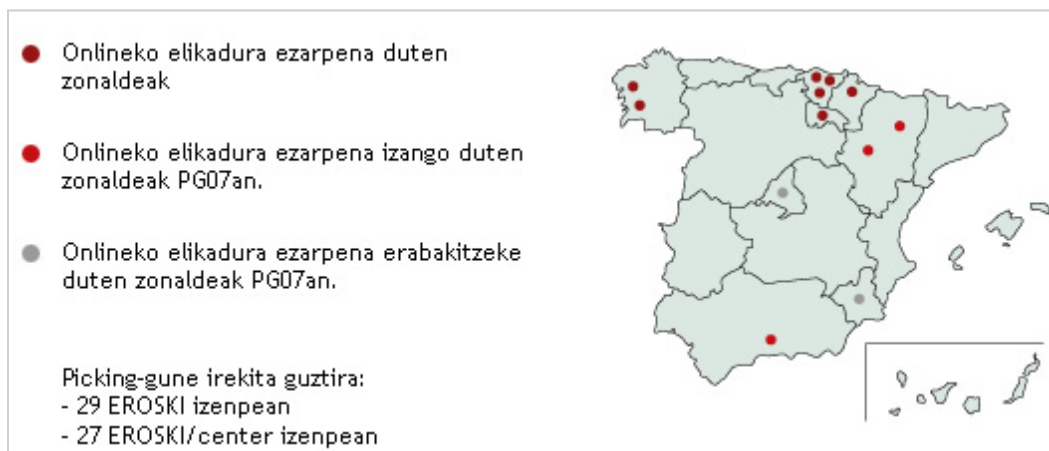 Onlineko elikadura ezarpena duten
zonaldeak
Onlineko elikadura ezarpena izango duten
zonaldeak PG07an.
Onlineko elikadura ezarpena erabakitzeke
duten zonaldeak PG07an.
Picking-gune irekita guztira:
- 29 EROSKI izenpean
- 27 EROSKI/center izenpean